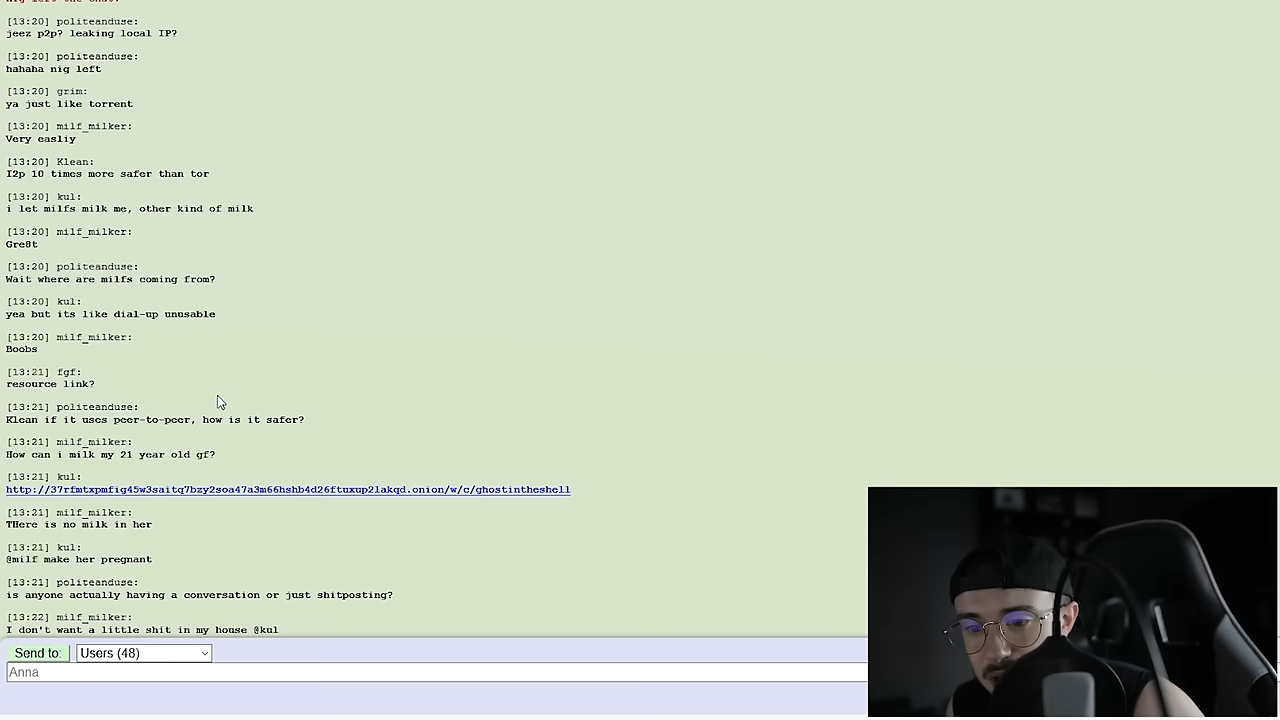 [13:20] politeanduse:
jeez p2p? leaking local IP?
[13:20] politeanduse:
hahaha nig left
[13:20] grim:
ya just like torrent
[13:20] milf_milker:
Very easliy
[13:20] Klean:
I2p 10 times more safer than tor
[13:20] kul:
i let milfs milk me, other kind of milk
[13:20] milf_milker:
Gre8t
[13:20] politeanduse:
Wait where are milfs coming from?
[13:20] kul:
yea but its like dial-up unusable
[13:20] milf_milker:
Boobs
[13:21] fgf:
resource link?
[13:21] politeanduse:
Klean if it uses peer-to-peer, how is it safer?
[13:21] milf_milker:
How can i milk my 21 year old gf?
[13:21] kul:
http://37rfmtxpmfig45w3saitq7bzy2soa47a3m66hshb4d26ftuxup2lakqd.onion/w/c/ghostintheshell
[13:21] milf_milker:
THere is no milk in her
[13:21] kul:
@milf make her pregnant
[13:21] politeanduse:
is anyone actually having a conversation or just shitposting?
[13:22] milf_milker:
I don't want a little shit in my house @kul
Send to: Users (48)
Anna